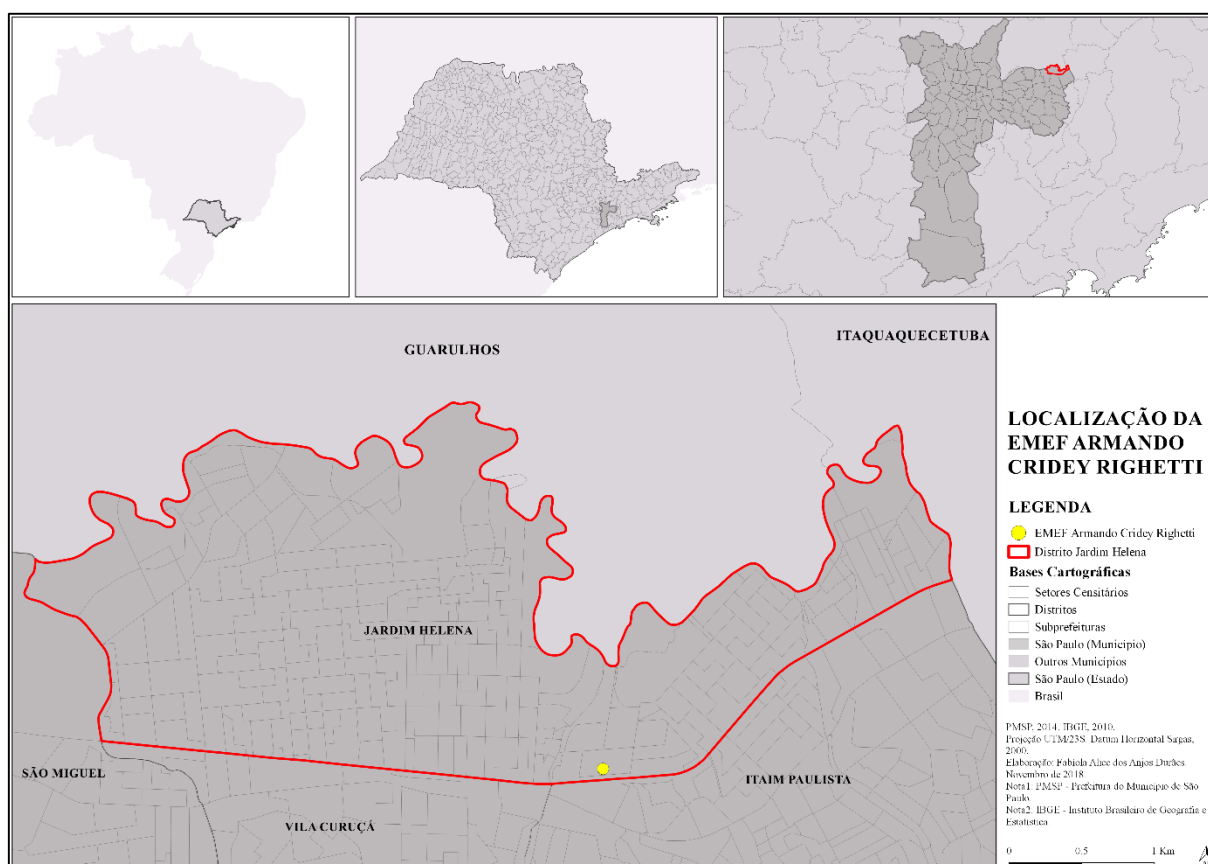 GUARULHOS
ITAQUAQUECETUBA
JARDIM HELENA
SÃO MIGUEL
ITAIM PAULISTA
VILA CURUÇÁ
LOCALIZAÇÃO DA
EMEF ARMANDO
CRIDEY RIGHETTI
LEGENDA
EMEF Armando Cridey Righetti
Distrito Jardim Helena
Bases Cartográficas
Setores Censitários
Distritos
Subprefeituras
São Paulo (Município)
Outros Municípios
São Paulo (Estado)
Brasil
PMSP, 2014. IBGE, 2010.
Projeção UTM/23S. Datum Horizontal Sirgas,
2000.
Elaboração: Fabiola Alice dos Anjos Durães.
Novembro de 2018.
Nota1. PMSP - Prefeitura do Município de São
Paulo.
Nota2. IBGE - Instituto Brasileiro de Geografia e
Estatística
0 0.5 1 Km